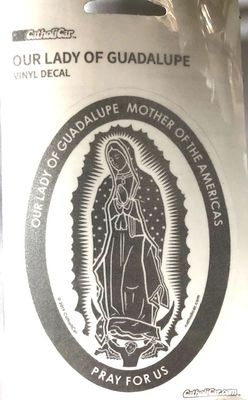 CatholiCar.
OUR LADY OF GUADALUPE
VINYL DECAL
OUR LADY OF GUADALUPE MOTHER OF THE AMERICAS
PRAY FOR US
CatholiCar.com